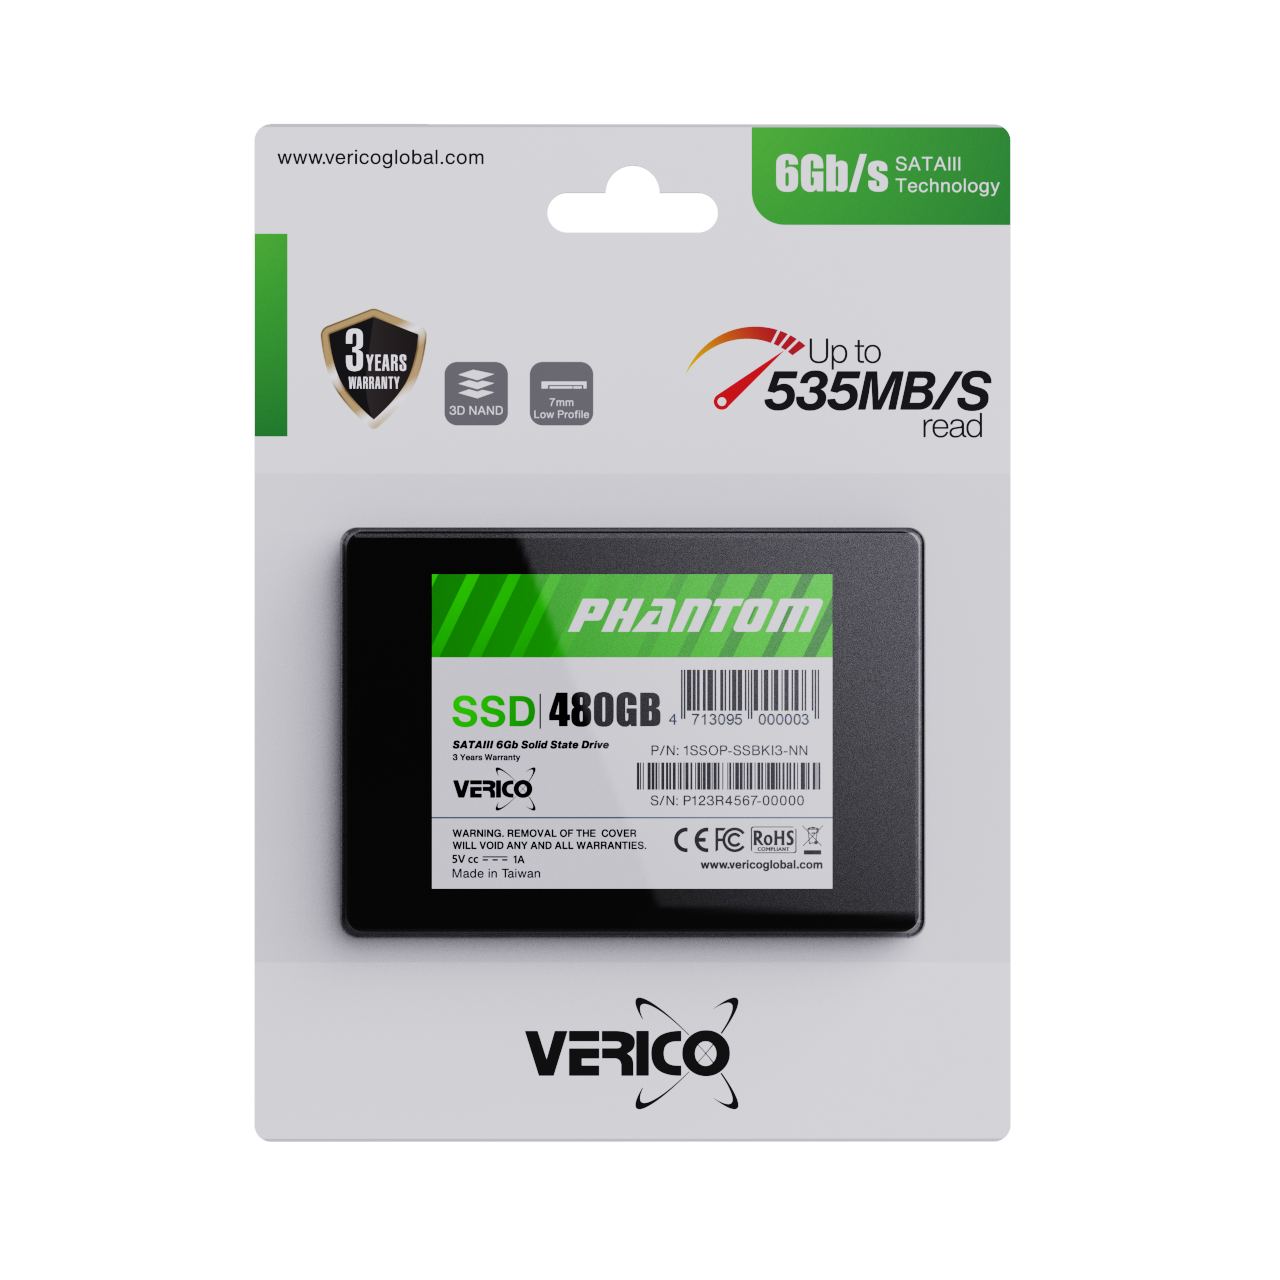 www.vericoglobal.com
6Gb/s SATAIII
Technology
3 YEARS
WARRANTY
3D NAND
7mm
Low Profile
Up to
535MB/S
read
PHANTOM
SSD 480GB
4 713095 000003
SATAIII 6Gb Solid State Drive
3 Years Warranty
P/N: 1SSOP-SSBKI3-NN
VERICO
S/N: P123R4567-00000
WARNING. REMOVAL OF THE COVER
WILL VOID ANY AND ALL WARRANTIES.
5V cc 1A
Made in Taiwan
CE FC RoHS
COMPLIANT
www.vericoglobal.com
VERICO